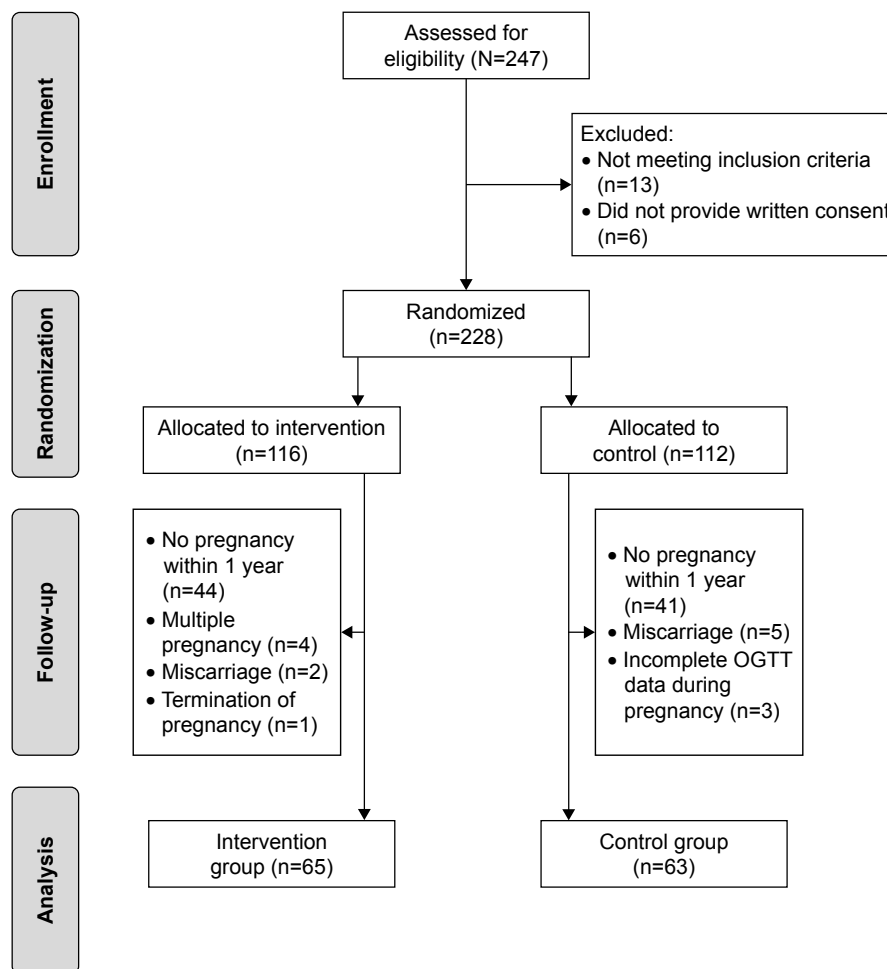 Enrollment
Assessed for
eligibility (N=247)
Excluded:
• Not meeting inclusion criteria
(n=13)
• Did not provide written consent
(n=6)
Randomization
Randomized
(n=228)
Allocated to intervention
(n=116)
Allocated to
control (n=112)
Follow-up
• No pregnancy
within 1 year
(n=44)
• Multiple
pregnancy (n=4)
• Miscarriage (n=2)
• Termination of
pregnancy (n=1)
• No pregnancy
within 1 year
(n=41)
• Miscarriage (n=5)
• Incomplete OGTT
data during
pregnancy (n=3)
Analysis
Intervention
group (n=65)
Control group
(n=63)